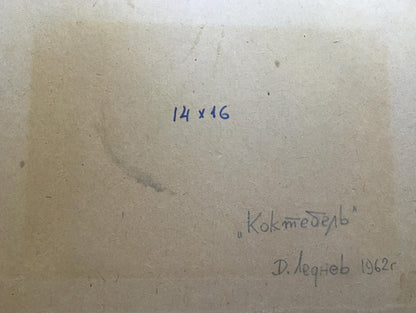 14 x 16
„Коктебель"
D. Леднев 1962г